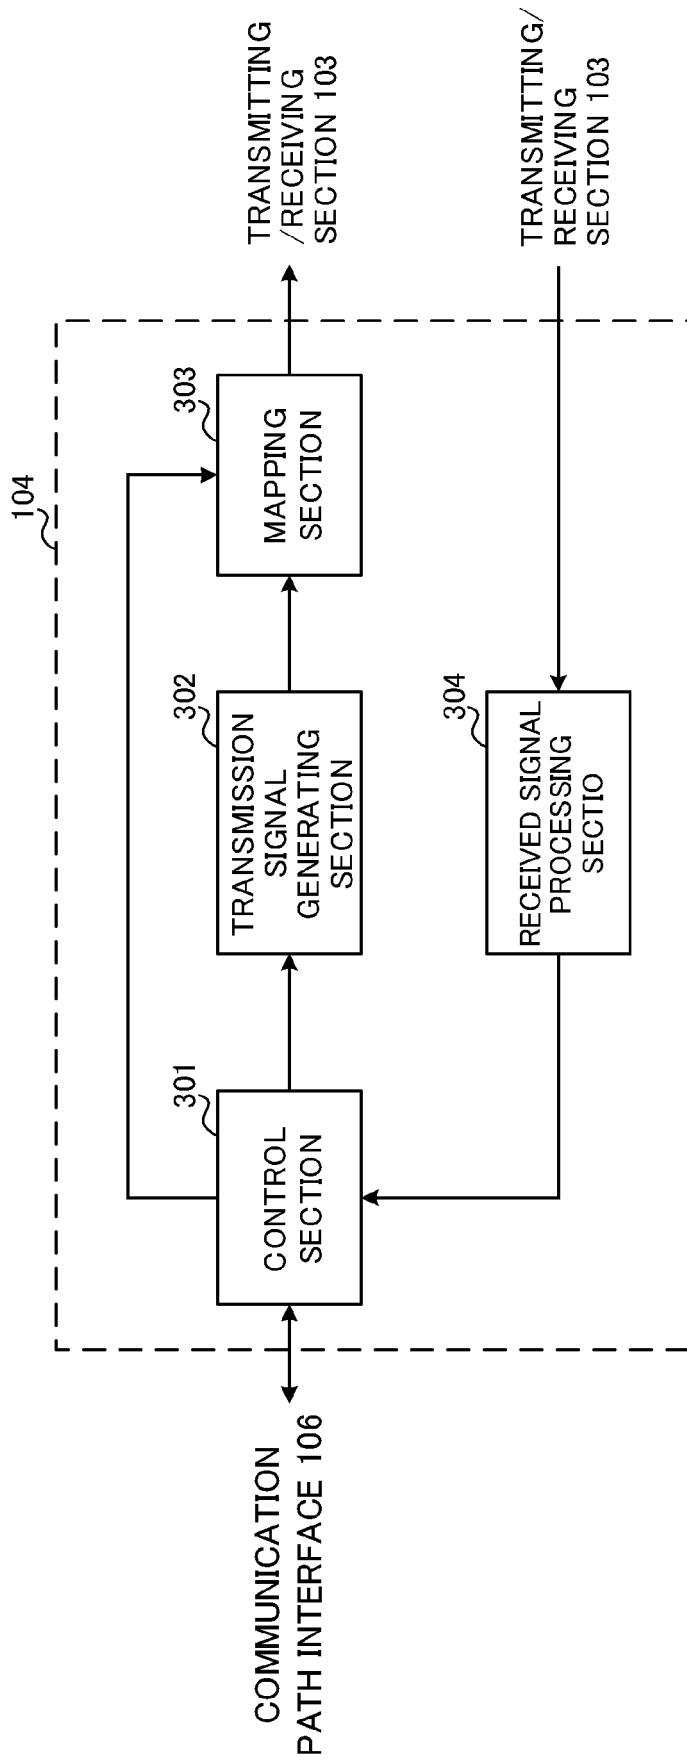 104
COMMUNICATION
PATH INTERFACE 106
301
CONTROL
SECTION
302
TRANSMISSION
SIGNAL
GENERATING
SECTION
303
MAPPING
SECTION
TRANSMITTING
/RECEIVING
SECTION 103
304
RECEIVED SIGNAL
PROCESSING
SECTIO
TRANSMITTING/
RECEIVING
SECTION 103